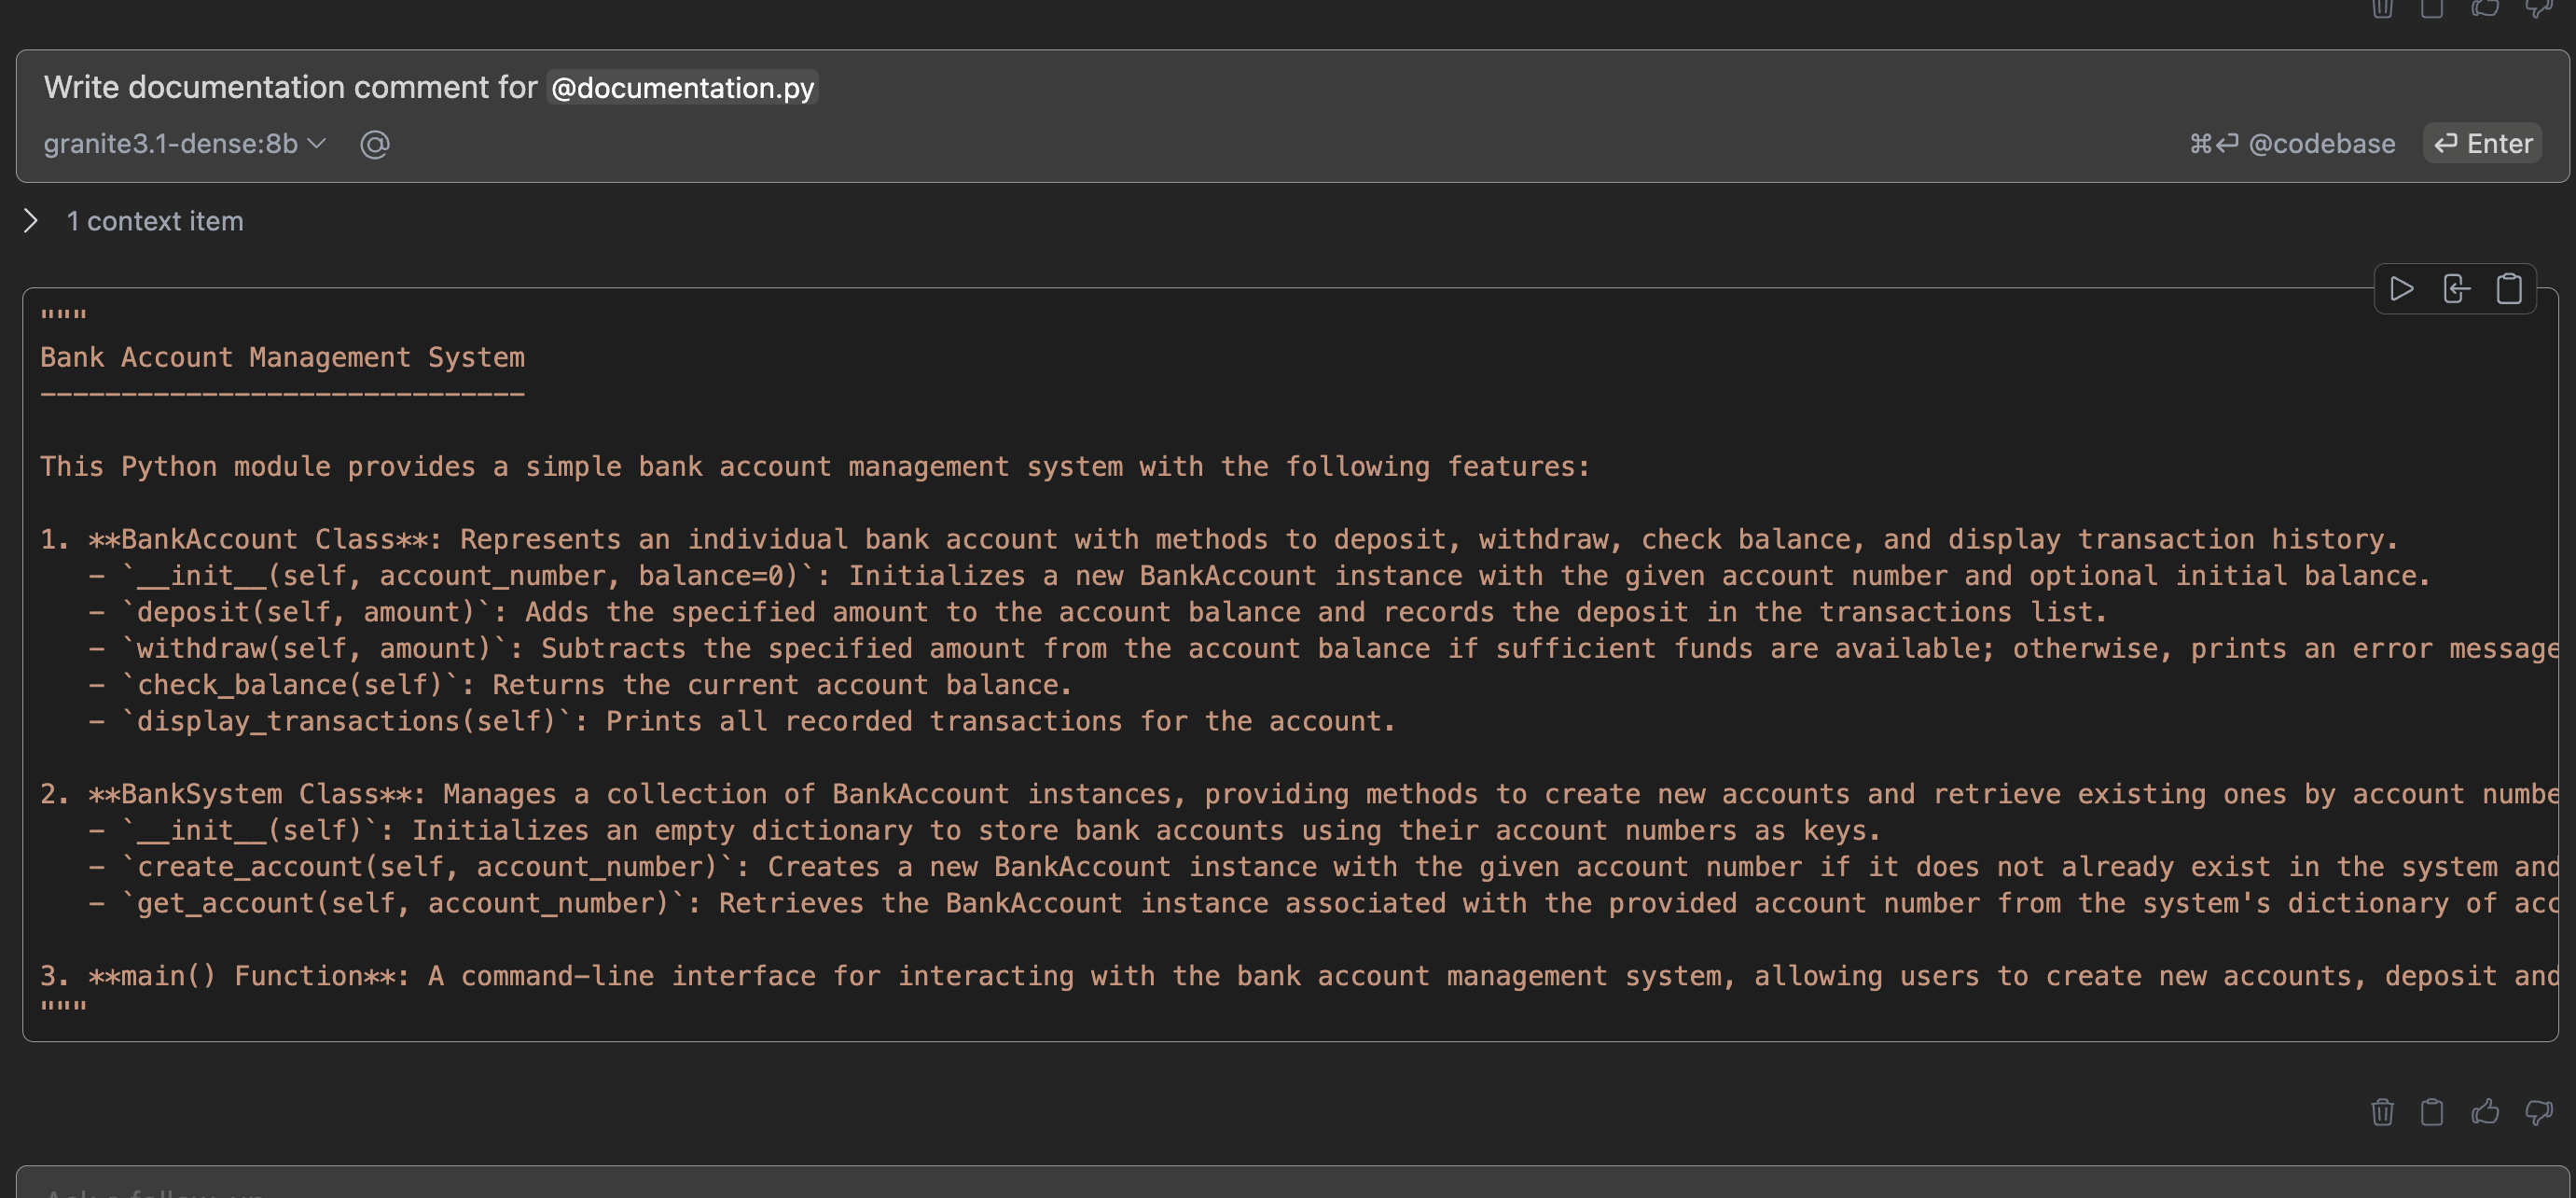 Write documentation comment for @documentation.py
granite3.1-dense:8b @
⌘⏎ @codebase ⏎ Enter
1 context item
"""
Bank Account Management System
------------------------------
This Python module provides a simple bank account management system with the following features:
1. **BankAccount Class**: Represents an individual bank account with methods to deposit, withdraw, check balance, and display transaction history.
- `__init__(self, account_number, balance=0)`: Initializes a new BankAccount instance with the given account number and optional initial balance.
- `deposit(self, amount)`: Adds the specified amount to the account balance and records the deposit in the transactions list.
- `withdraw(self, amount)`: Subtracts the specified amount from the account balance if sufficient funds are available; otherwise, prints an error message
- `check_balance(self)`: Returns the current account balance.
- `display_transactions(self)`: Prints all recorded transactions for the account.
2. **BankSystem Class**: Manages a collection of BankAccount instances, providing methods to create new accounts and retrieve existing ones by account numbe
- `__init__(self)`: Initializes an empty dictionary to store bank accounts using their account numbers as keys.
- `create_account(self, account_number)`: Creates a new BankAccount instance with the given account number if it does not already exist in the system and
- `get_account(self, account_number)`: Retrieves the BankAccount instance associated with the provided account number from the system's dictionary of acc
3. **main() Function**: A command-line interface for interacting with the bank account management system, allowing users to create new accounts, deposit and
"""